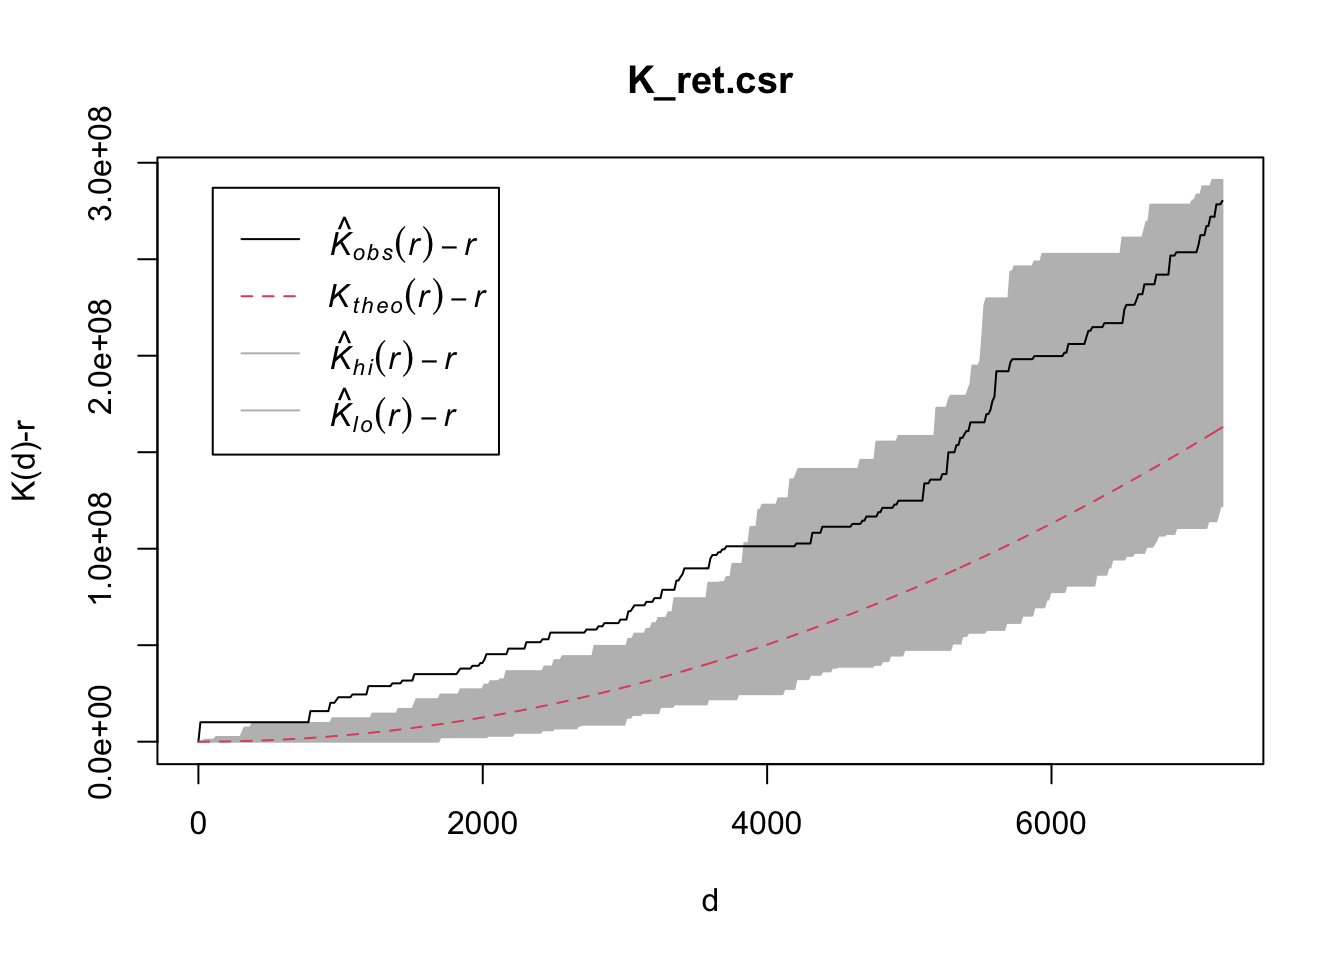 K_ret.csr
3.0e+08
2.0e+08
1.0e+08
0.0e+00
K(d)-r
K̂obs(r) − r
Ktheo(r) − r
K̂hi(r) − r
K̂lo(r) − r
0 2000 4000 6000
d